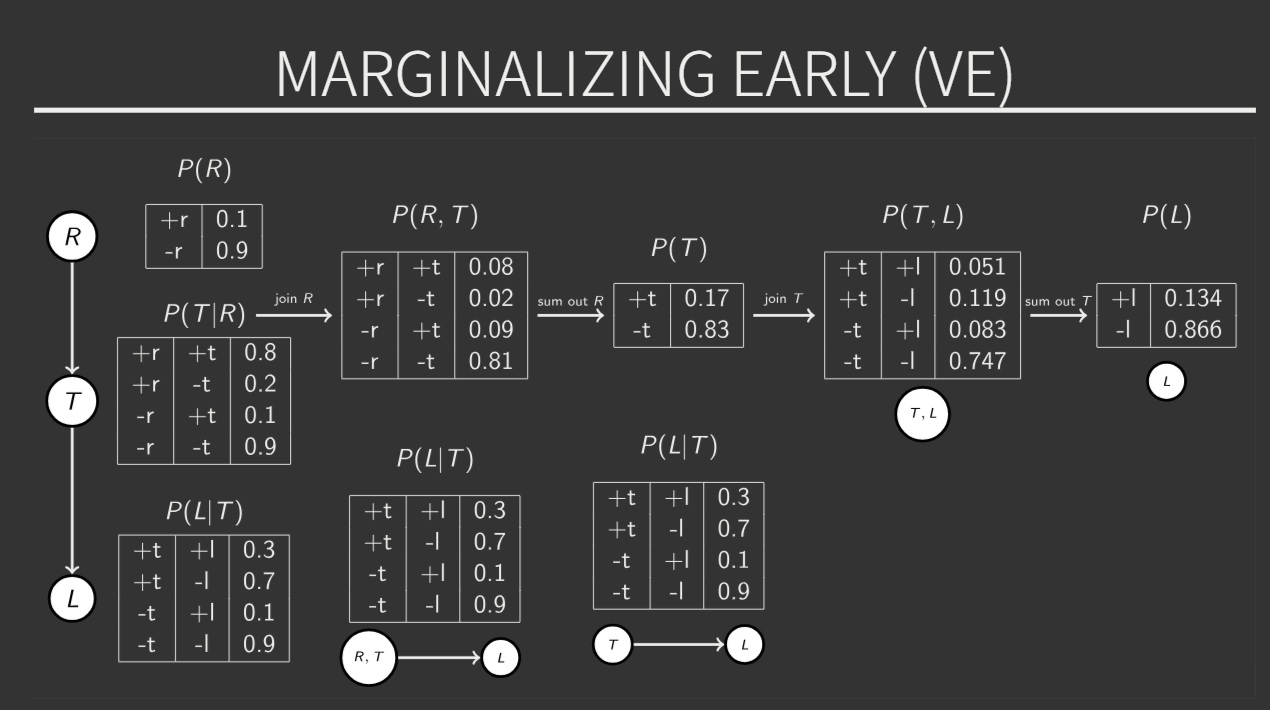 MARGINALIZING EARLY (VE)
P(R)
+r 0.1
-r 0.9
R
P(T|R)
+r +t 0.8
+r -t 0.2
-r +t 0.1
-r -t 0.9
T
P(L|T)
+t +l 0.3
+t -l 0.7
-t +l 0.1
-t -l 0.9
L
join R
P(R, T)
+r +t 0.08
+r -t 0.02
-r +t 0.09
-r -t 0.81
P(L|T)
+t +l 0.3
+t -l 0.7
-t +l 0.1
-t -l 0.9
R, T
L
sum out R
P(T)
+t 0.17
-t 0.83
P(L|T)
+t +l 0.3
+t -l 0.7
-t +l 0.1
-t -l 0.9
T
L
join T
P(T, L)
+t +l 0.051
+t -l 0.119
-t +l 0.083
-t -l 0.747
T, L
sum out T
P(L)
+l 0.134
-l 0.866
L